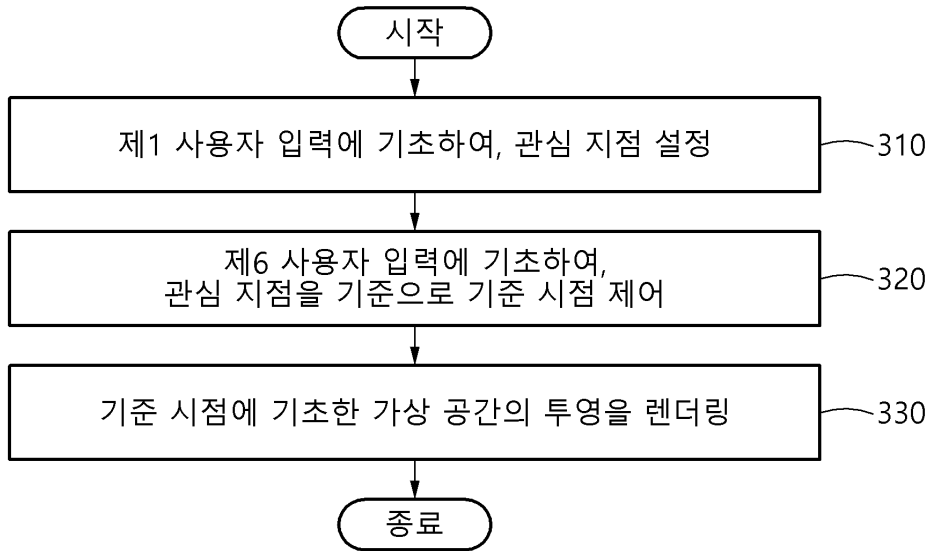 시작
제1 사용자 입력에 기초하여, 관심 지점 설정
310
제6 사용자 입력에 기초하여,
관심 지점을 기준으로 기준 시점 제어
320
기준 시점에 기초한 가상 공간의 투영을 렌더링
330
종료